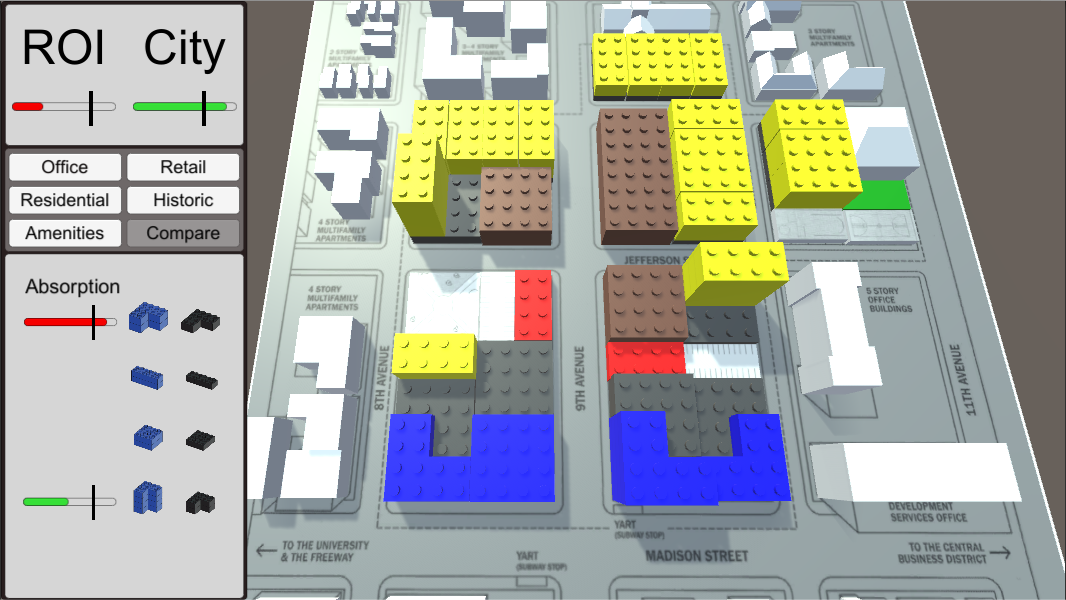 ROI City
Office Retail
Residential Historic
Amenities Compare
Absorption
2 STORY
MULTIFAMILY
APARTMENTS
3-4 STORY
MULTIFAMILY
3 STORY
MULTIFAMILY
APARTMENTS
4 STORY
MULTIFAMILY
APARTMENTS
JEFFERSON S
4 STORY
MULTIFAMILY
APARTMENTS
5 STORY
OFFICE
BUILDINGS
8TH AVENUE
9TH AVENUE
11TH AVENUE
DEVELOPMENT
SERVICES OFFICE
YART
(SUBWAY STOP)
← TO THE UNIVERSITY
& THE FREEWAY
YART
(SUBWAY STOP)
MADISON STREET
TO THE CENTRAL
BUSINESS DISTRICT →